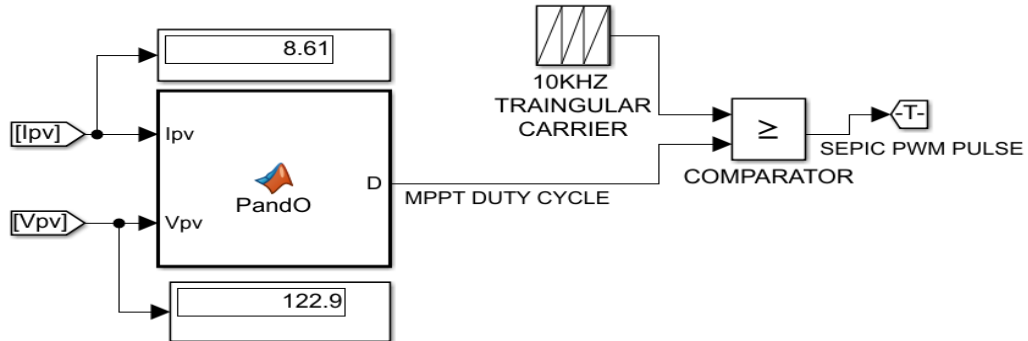 8.61
10KHZ
TRAINGULAR
CARRIER
[Ipv]
Ipv
≥
-T-
SEPIC PWM PULSE
COMPARATOR
D
PandO
MPPT DUTY CYCLE
[Vpv]
Vpv
122.9